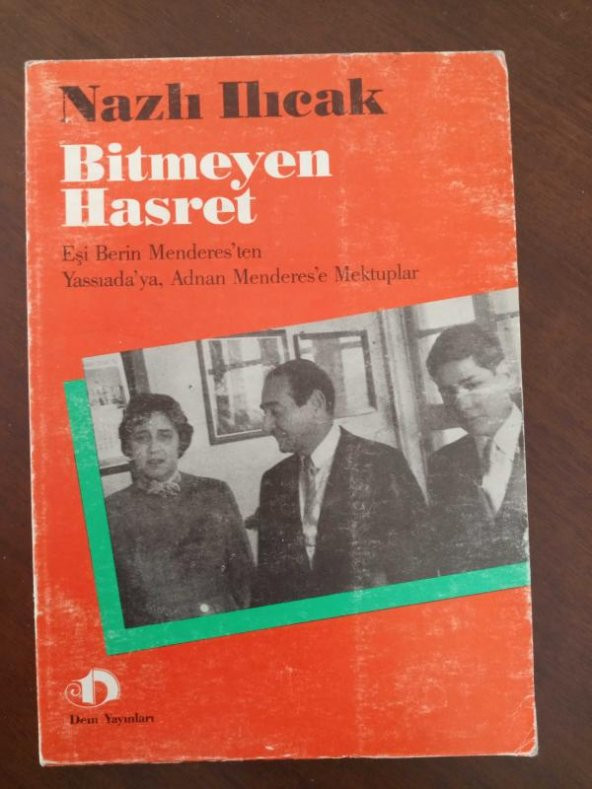 Nazlı Ilıcak
Bitmeyen
Hasret
Eşi Berin Menderes'ten
Yassıada'ya, Adnan Menderes'e Mektuplar
Dem Yayınları